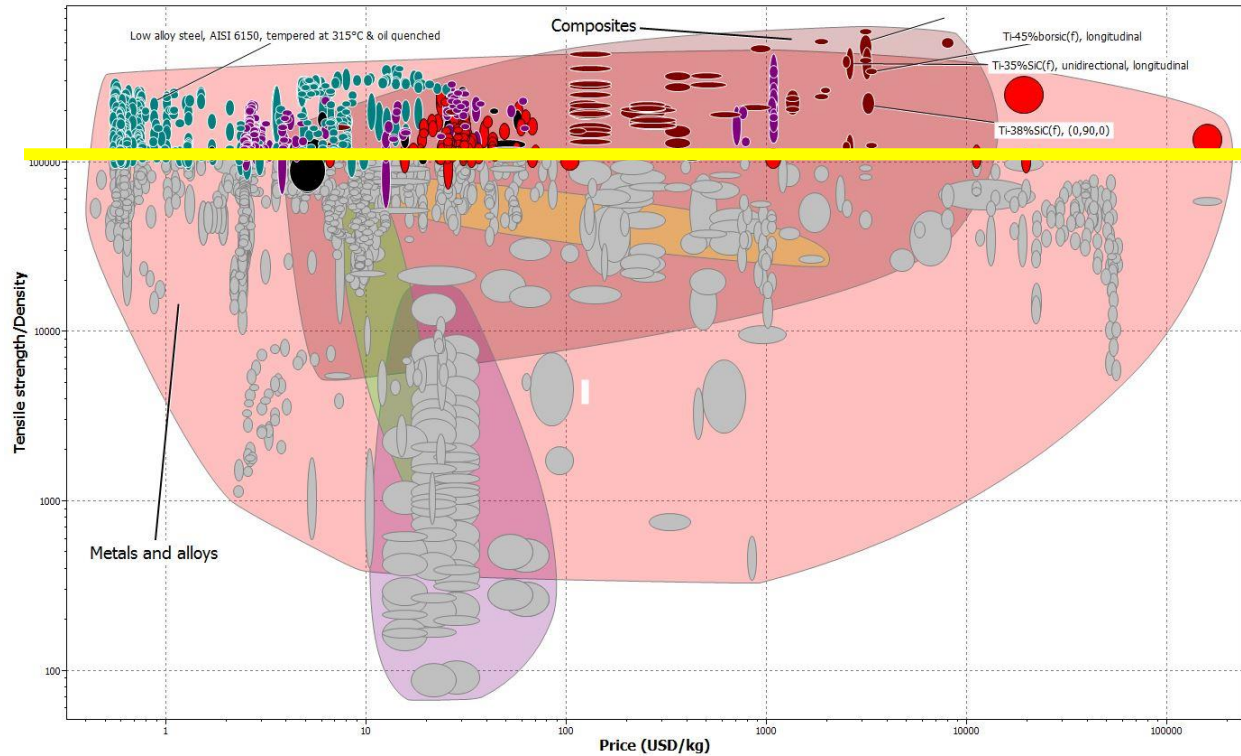 Composites
Low alloy steel, AISI 6150, tempered at 315°C & oil quenched
Ti-45%borsic(f), longitudinal
Ti-35%SiC(f), unidirectional, longitudinal
Ti-38%SiC(f), (0,90,0)
100000
10000
1000
100
Tensile strength/Density
Metals and alloys
1
10
100
1000
10000
100000
Price (USD/kg)